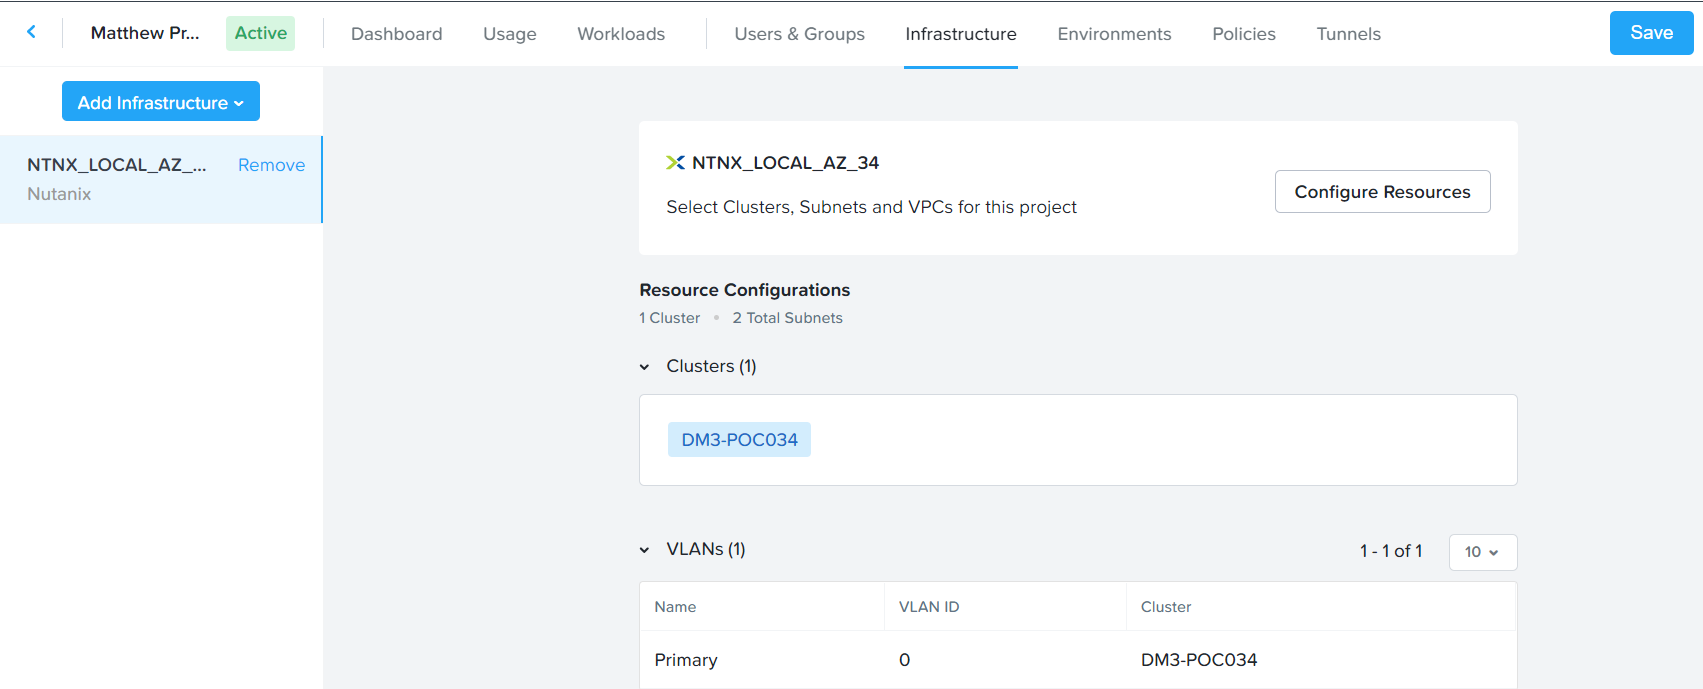 Matthew Pr... Active Dashboard Usage Workloads Users & Groups Infrastructure Environments Policies Tunnels Save
Add Infrastructure
NTNX_LOCAL_AZ_... Remove
Nutanix
NTNX_LOCAL_AZ_34
Select Clusters, Subnets and VPCs for this project
Configure Resources
Resource Configurations
1 Cluster • 2 Total Subnets
Clusters (1)
DM3-POC034
VLANs (1) 1 - 1 of 1 10
Name VLAN ID Cluster
Primary 0 DM3-POC034